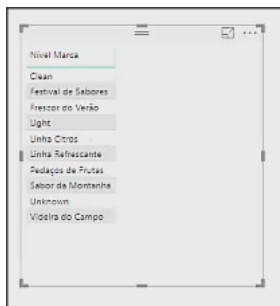 Nível Marca
Clean
Festival de Sabores
Frescor do Verão
Light
Linha Citros
Linha Refrescante
Pedaços de Frutas
Sabor da Montanha
Unknown
Videira do Campo